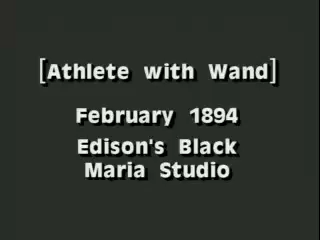 [Athlete with Wand]
February 1894
Edison's Black
Maria Studio